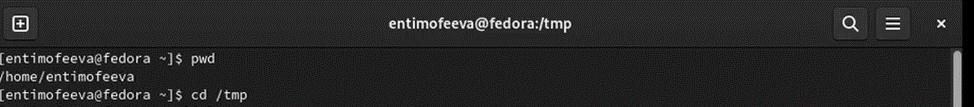 entimofeeva@fedora:/tmp
[entimofeeva@fedora ~]$ pwd
/home/entimofeeva
[entimofeeva@fedora ~]$ cd /tmp